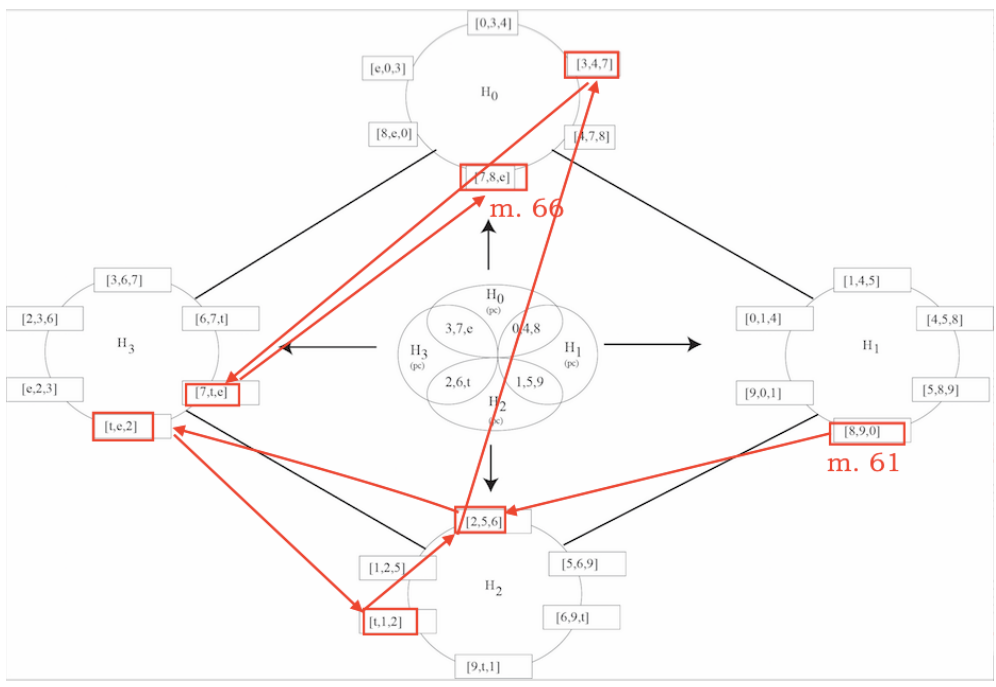 [0,3,4]
[e,0,3]
[3,4,7]
H0
[8,e,0]
[4,7,8]
[7,8,e]
m. 66
[3,6,7]
[2,3,6]
[6,7,t]
H3
[e,2,3]
[7,t,e]
[t,e,2]
H0
(pc)
3,7,e
0,4,8
H3
(pc)
H1
(pc)
2,6,t
1,5,9
H2
(pc)
[1,4,5]
[0,1,4]
[4,5,8]
H1
[9,0,1]
[5,8,9]
[8,9,0]
m. 61
[2,5,6]
[1,2,5]
[5,6,9]
H2
[t,1,2]
[6,9,t]
[9,t,1]